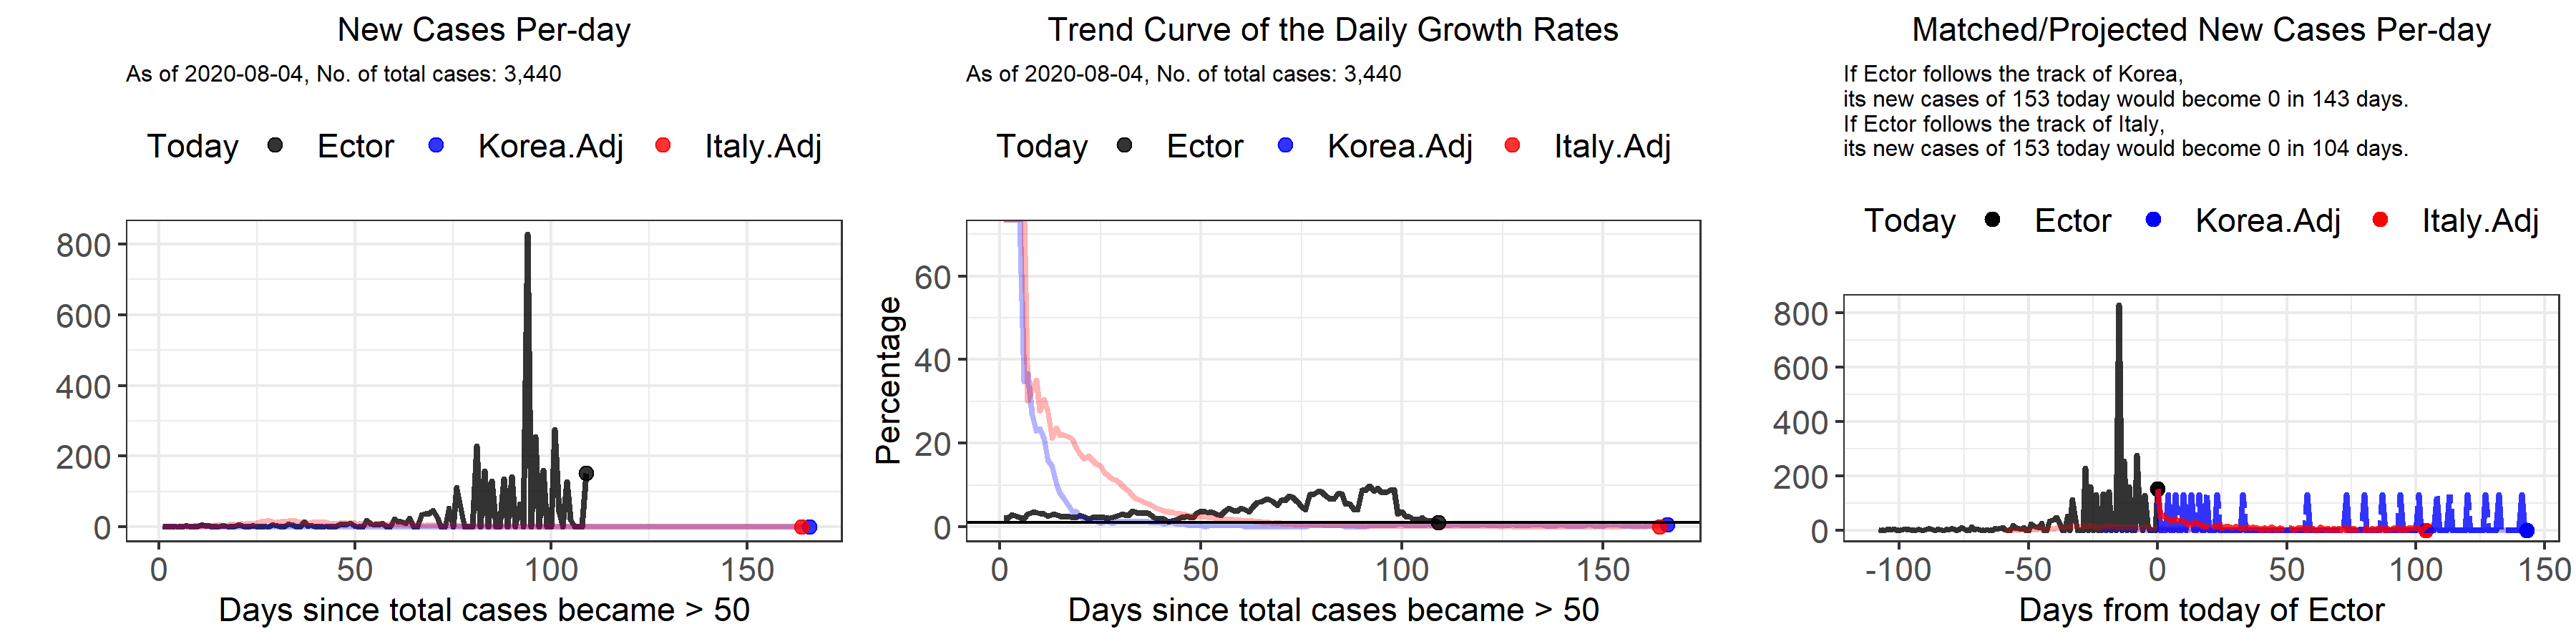 New Cases Per-day
As of 2020-08-04, No. of total cases: 3,440
Today Ector Korea.Adj Italy.Adj
800
600
400
200
0
0 50 100 150
Days since total cases became > 50
Trend Curve of the Daily Growth Rates
As of 2020-08-04, No. of total cases: 3,440
Today Ector Korea.Adj Italy.Adj
Percentage
60
40
20
0
0 50 100 150
Days since total cases became > 50
Matched/Projected New Cases Per-day
If Ector follows the track of Korea,
its new cases of 153 today would become 0 in 143 days.
If Ector follows the track of Italy,
its new cases of 153 today would become 0 in 104 days.
Today Ector Korea.Adj Italy.Adj
800
600
400
200
0
-100 -50 0 50 100 150
Days from today of Ector